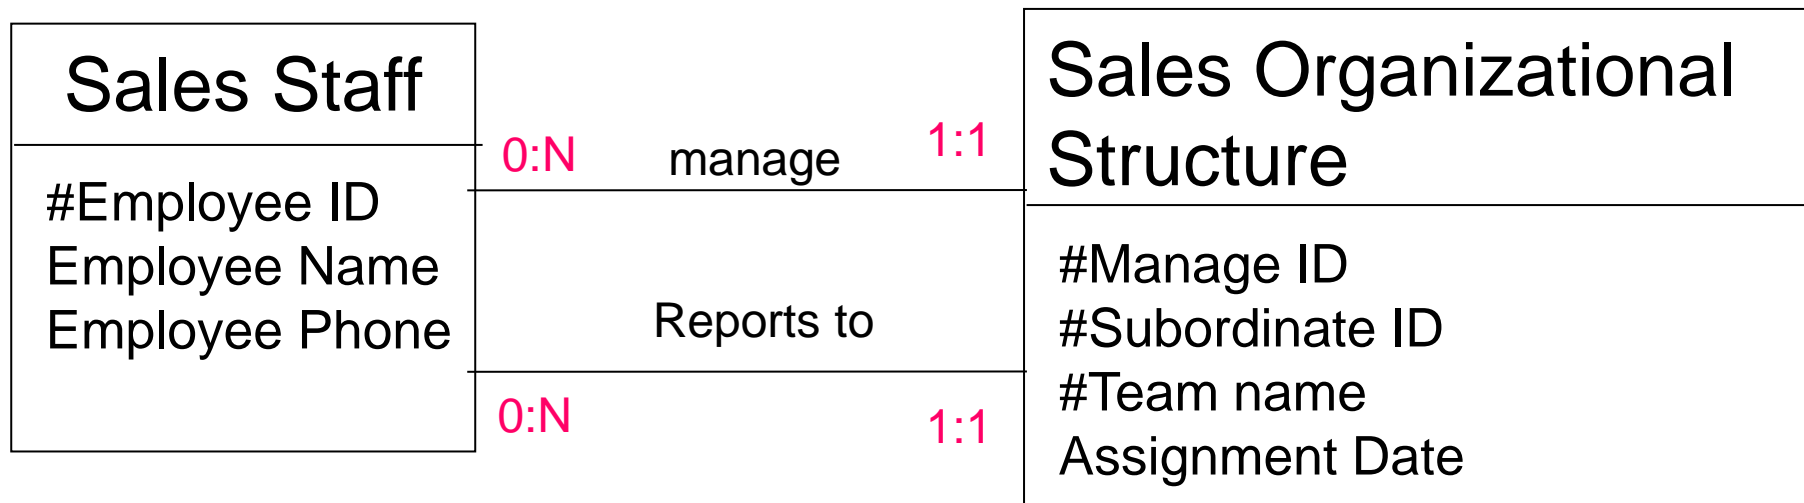 Sales Staff
#Employee ID
Employee Name
Employee Phone
0:N
manage
1:1
Reports to
0:N
1:1
Sales Organizational
Structure
#Manage ID
#Subordinate ID
#Team name
Assignment Date